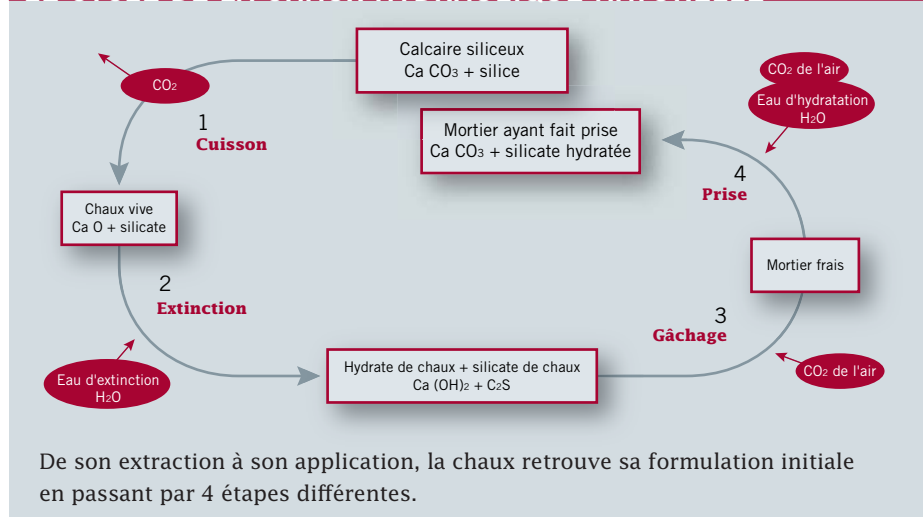 Calcaire siliceux
Ca CO₃ + silice
CO₂
1
Cuisson
Mortier ayant fait prise
Ca CO₃ + silicate hydratée
CO₂ de l'air
Eau d'hydratation
H₂O
4
Prise
Chaux vive
Ca O + silicate
2
Extinction
Eau d'extinction
H₂O
Hydrate de chaux + silicate de chaux
Ca (OH)₂ + C₂S
3
Gâchage
Mortier frais
CO₂ de l'air
De son extraction à son application, la chaux retrouve sa formulation initiale
en passant par 4 étapes différentes.